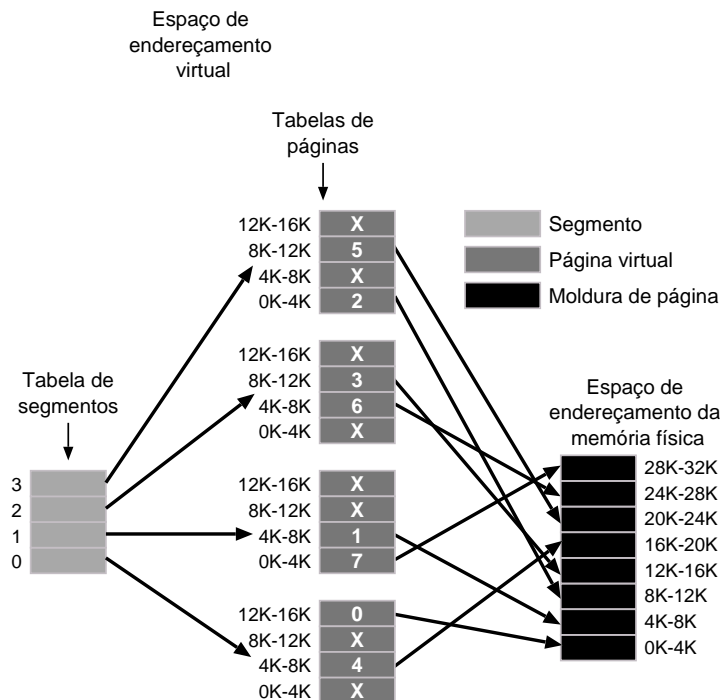 Espaço de
endereçamento
virtual
Tabelas de
páginas
12K-16K X
8K-12K 5
4K-8K X
0K-4K 2
Segmento
Página virtual
Moldura de página
12K-16K X
8K-12K 3
4K-8K 6
0K-4K X
Tabela de
segmentos
3
2
1
0
12K-16K X
8K-12K X
4K-8K 1
0K-4K 7
12K-16K 0
8K-12K X
4K-8K 4
0K-4K X
Espaço de
endereçamento da
memória física
28K-32K
24K-28K
20K-24K
16K-20K
12K-16K
8K-12K
4K-8K
0K-4K